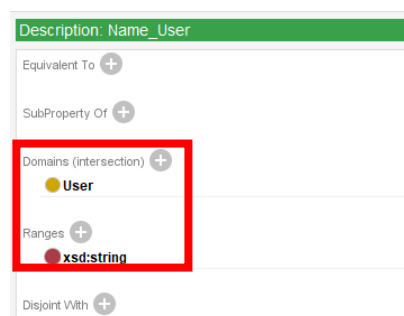 Description: Name_User
Equivalent To
SubProperty Of
Domains (intersection)
User
Ranges
xsd:string
Disjoint With